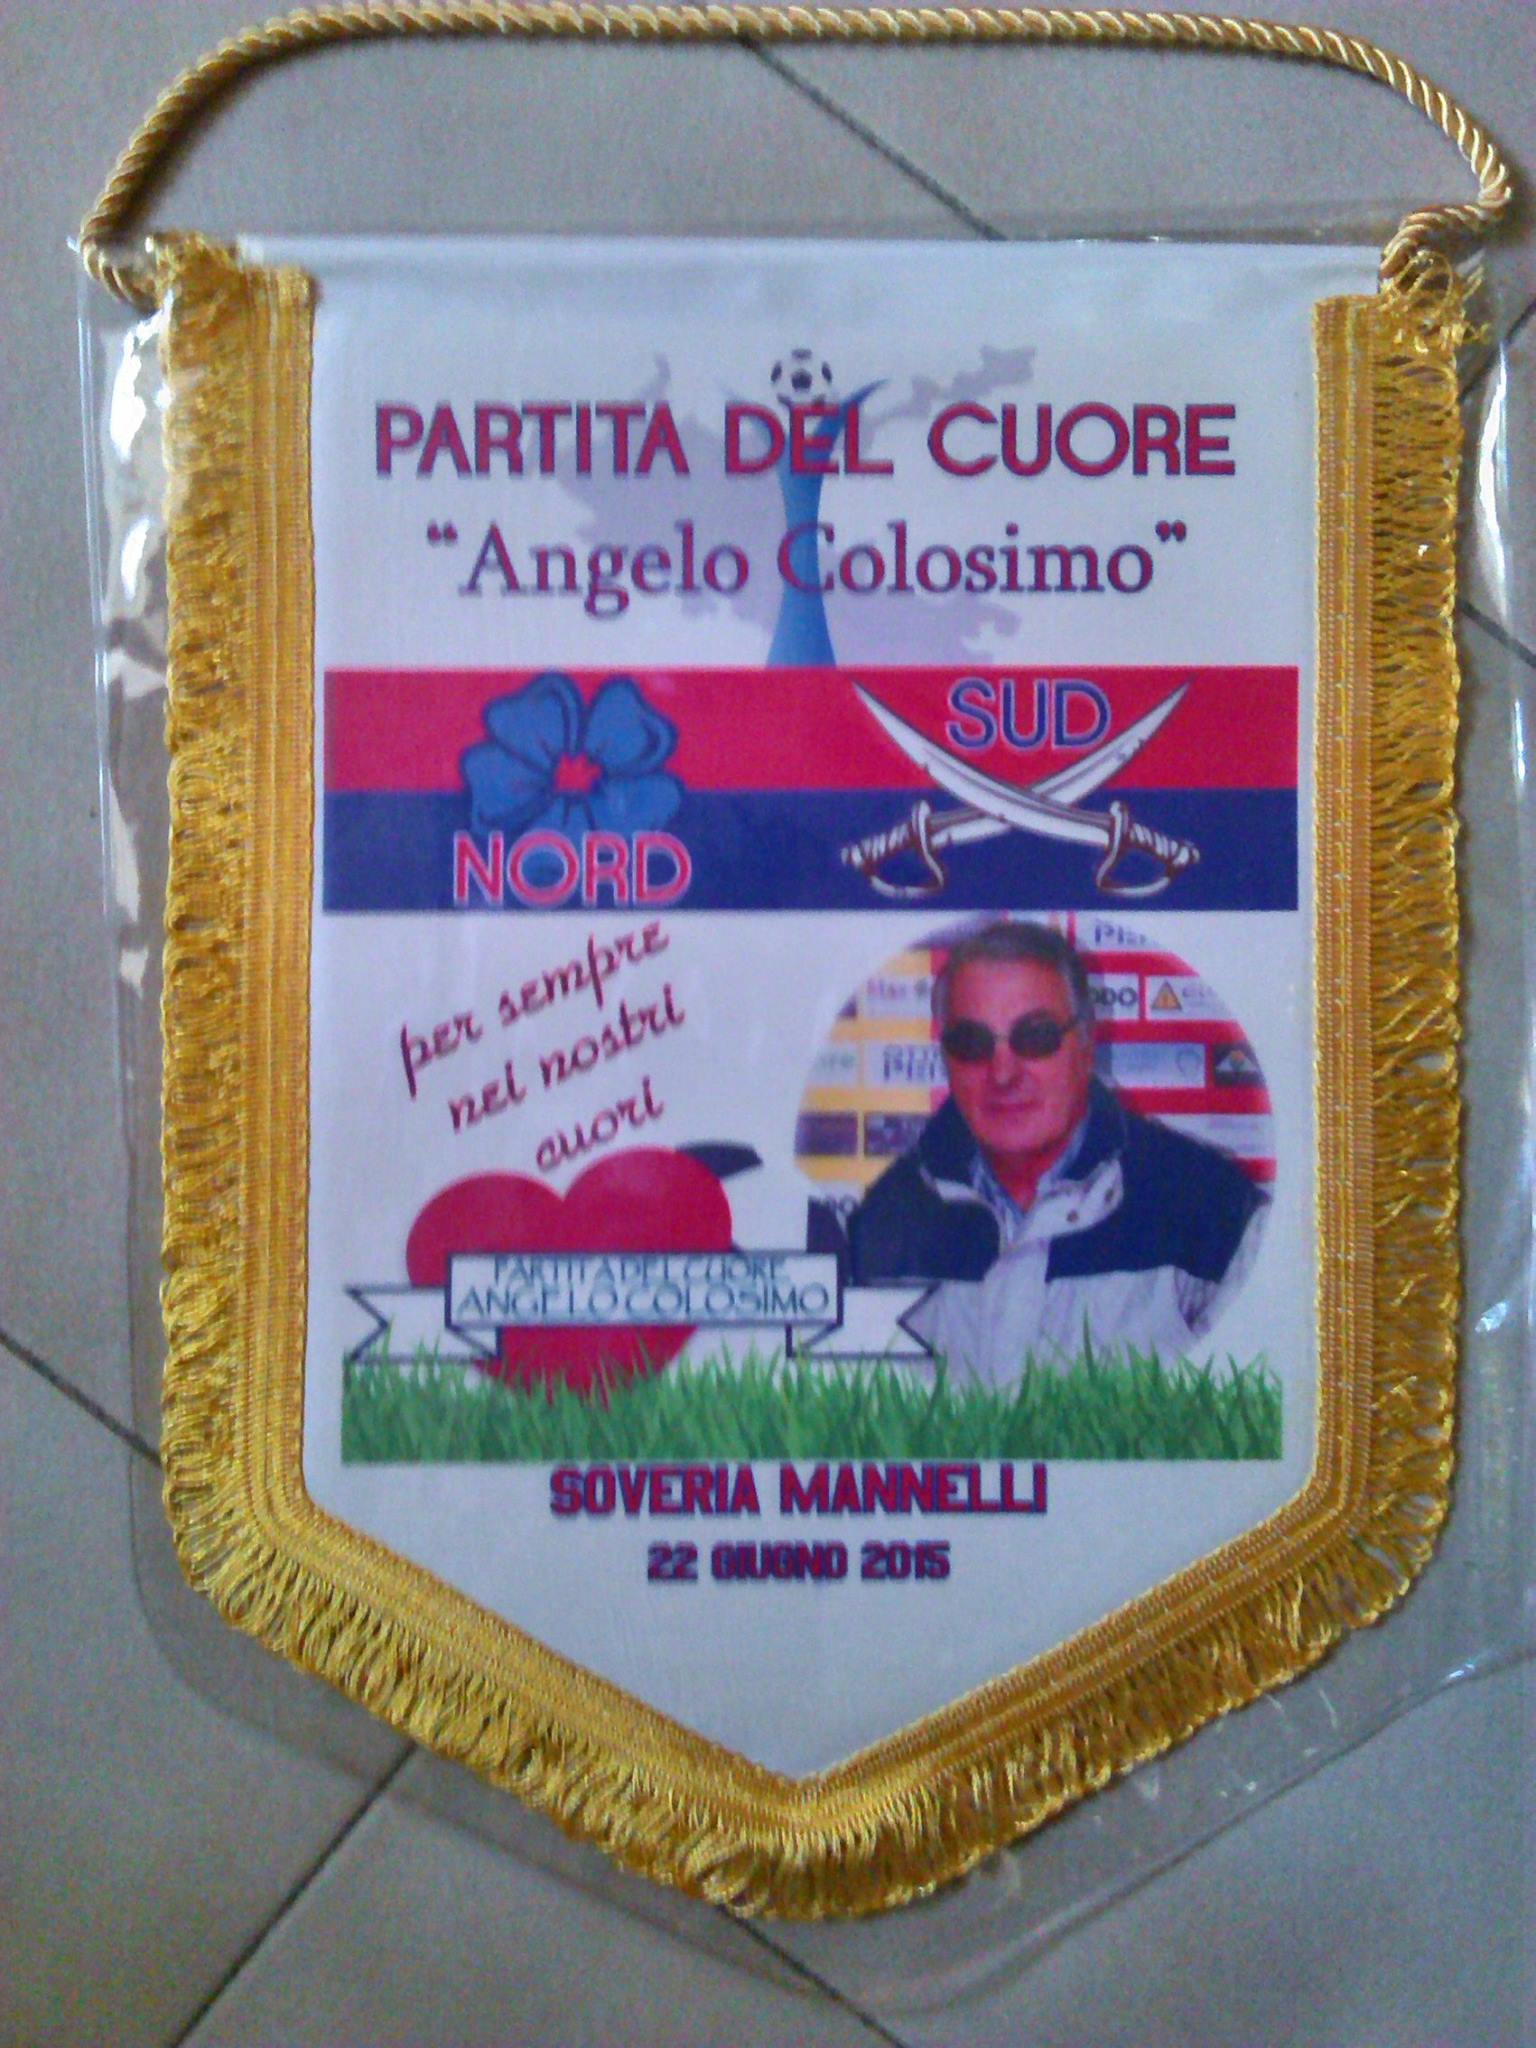 PARTITA DEL CUORE
"Angelo Colosimo"
SUD
NORD
per sempre
nei nostri
cuori
PARTITA DEL CUORE
ANGELO COLOSIMO
SOVERIA MANNELLI
22 GIUGNO 2015